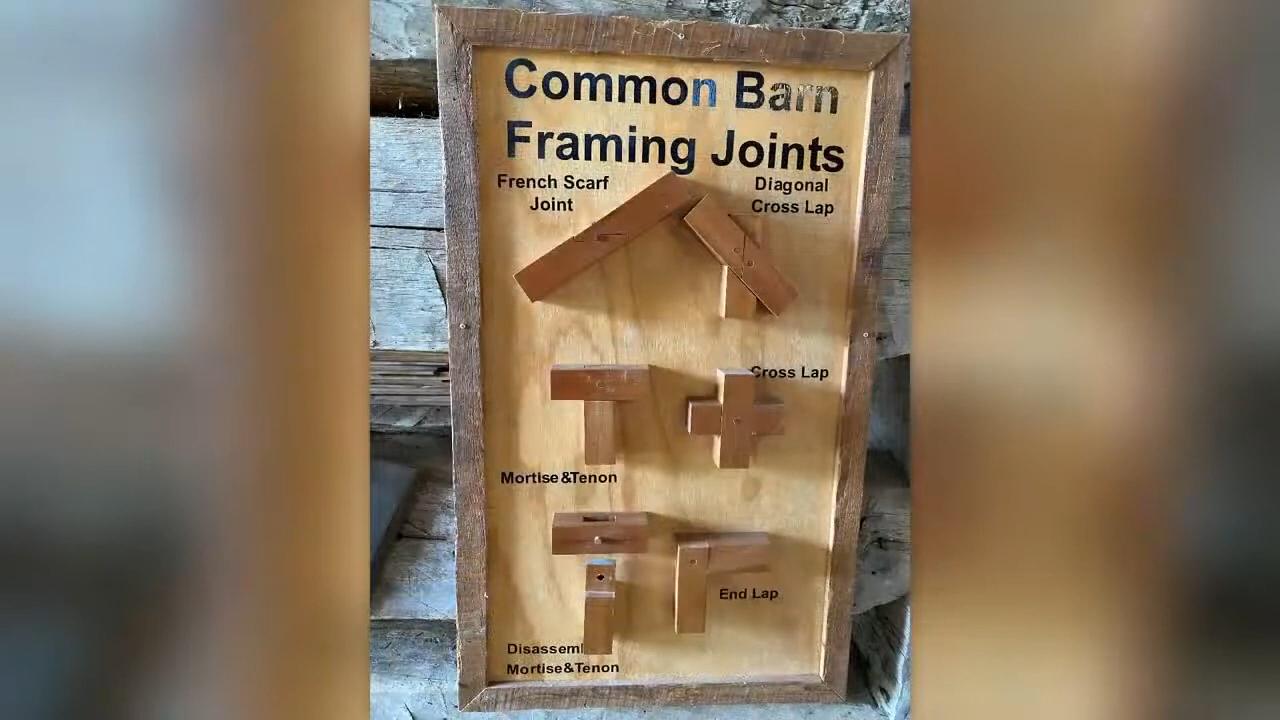 Common Barn
Framing Joints
French Scarf
Joint
Diagonal
Cross Lap
Cross Lap
Mortise&Tenon
End Lap
Mortise&Tenon